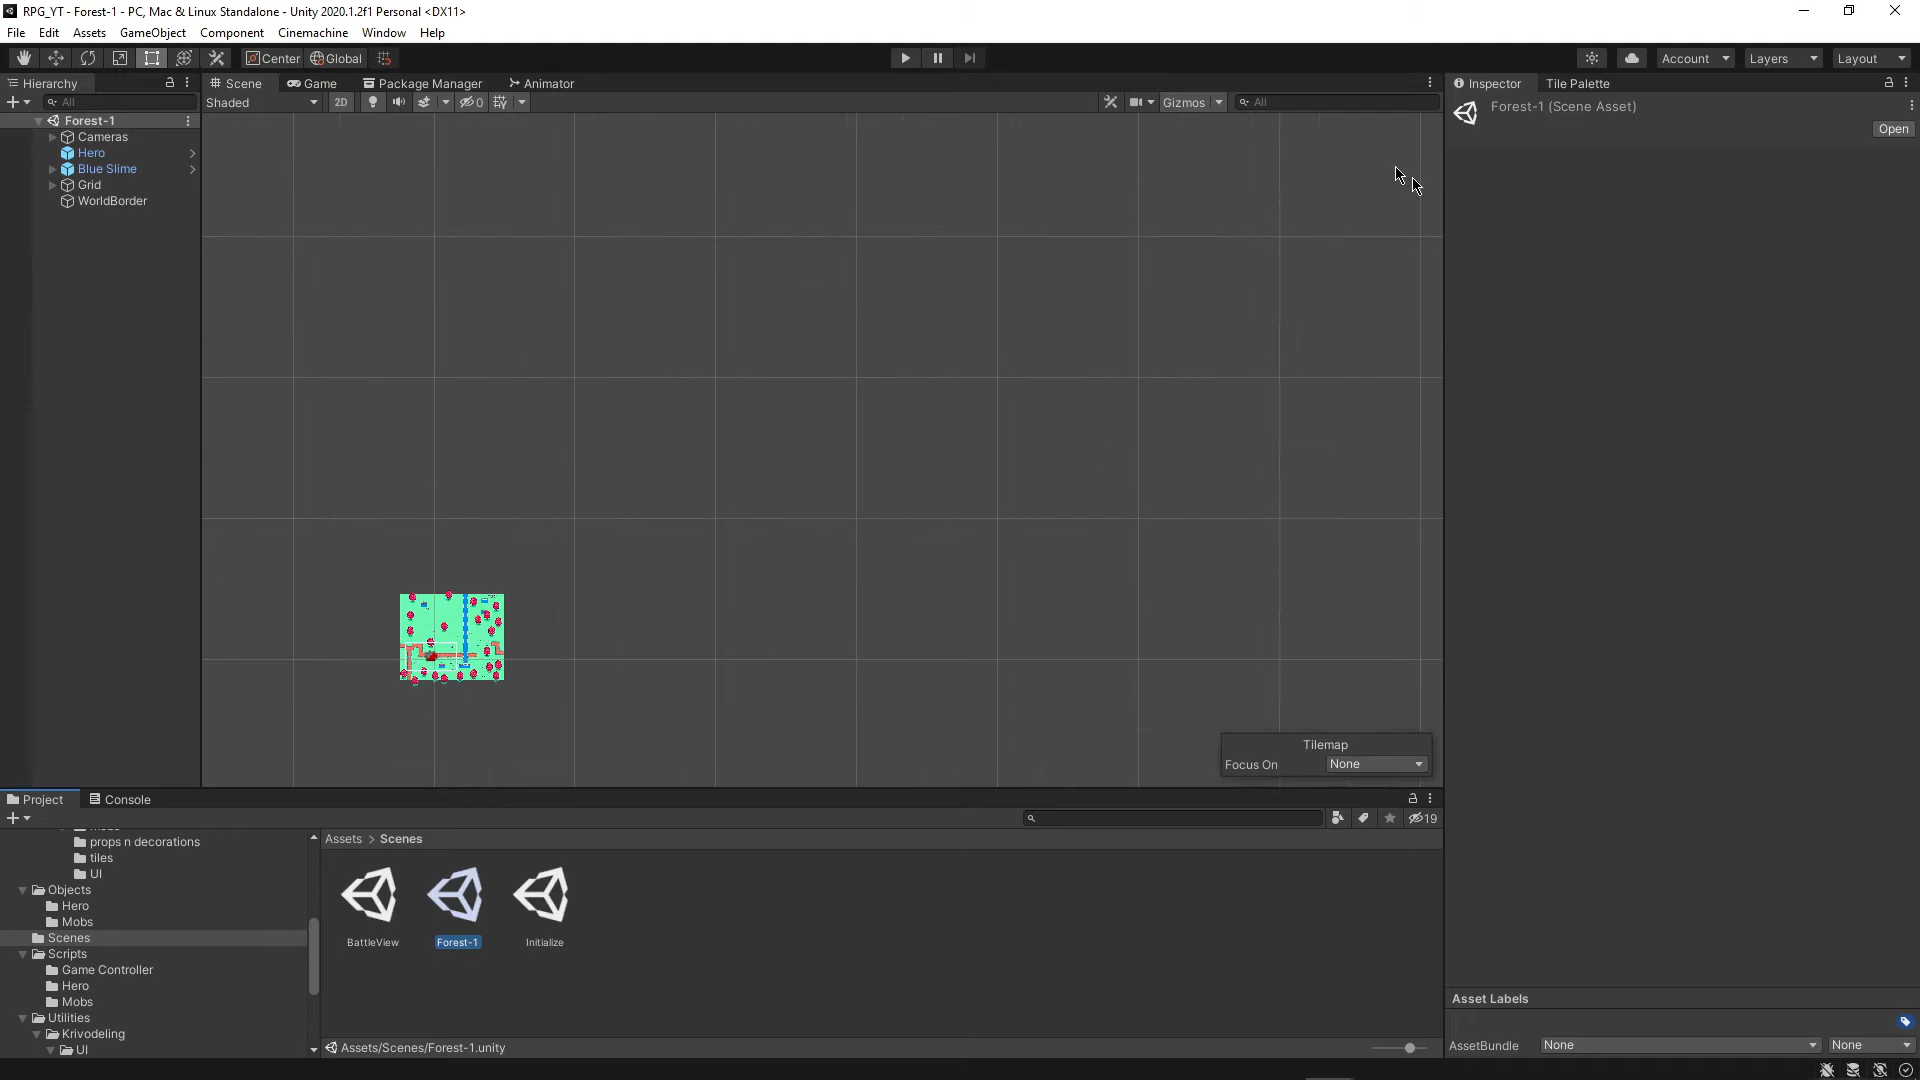 RPG_YT - Forest-1 - PC, Mac & Linux Standalone - Unity 2020.1.2f1 Personal <DX11>
File Edit Assets GameObject Component Cinemachine Window Help
Center Global Account Layers Layout
Hierarchy Scene Game Package Manager Animator Inspector Tile Palette
All Shaded 2D 0 Gizmos All
Forest-1
Cameras
Hero
Blue Slime
Grid
WorldBorder
Forest-1 (Scene Asset)
Open
Tilemap
Focus On None
Project Console
19
props n decorations
tiles
UI
Objects
Hero
Mobs
Scenes
Scripts
Game Controller
Hero
Mobs
Utilities
Krivodeling
UI
Assets > Scenes
BattleView Forest-1 Initialize
Assets/Scenes/Forest-1.unity
Asset Labels
AssetBundle None None